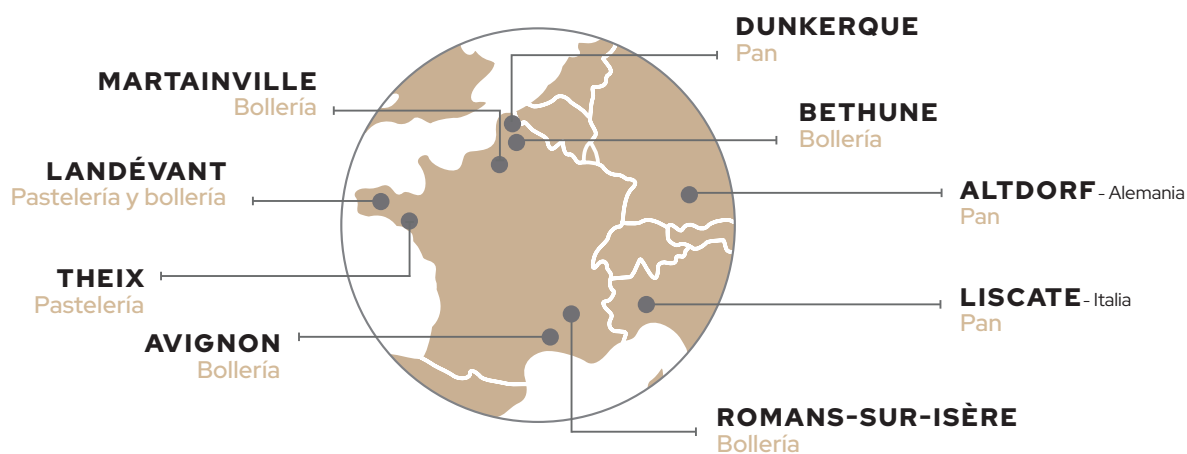 DUNKERQUE
Pan
MARTAINVILLE
Bollería
BETHUNE
Bollería
LANDÉVANT
Pastelería y bollería
ALTDORF - Alemania
Pan
THEIX
Pastelería
LISCATE - Italia
Pan
AVIGNON
Bollería
ROMANS-SUR-ISÈRE
Bollería